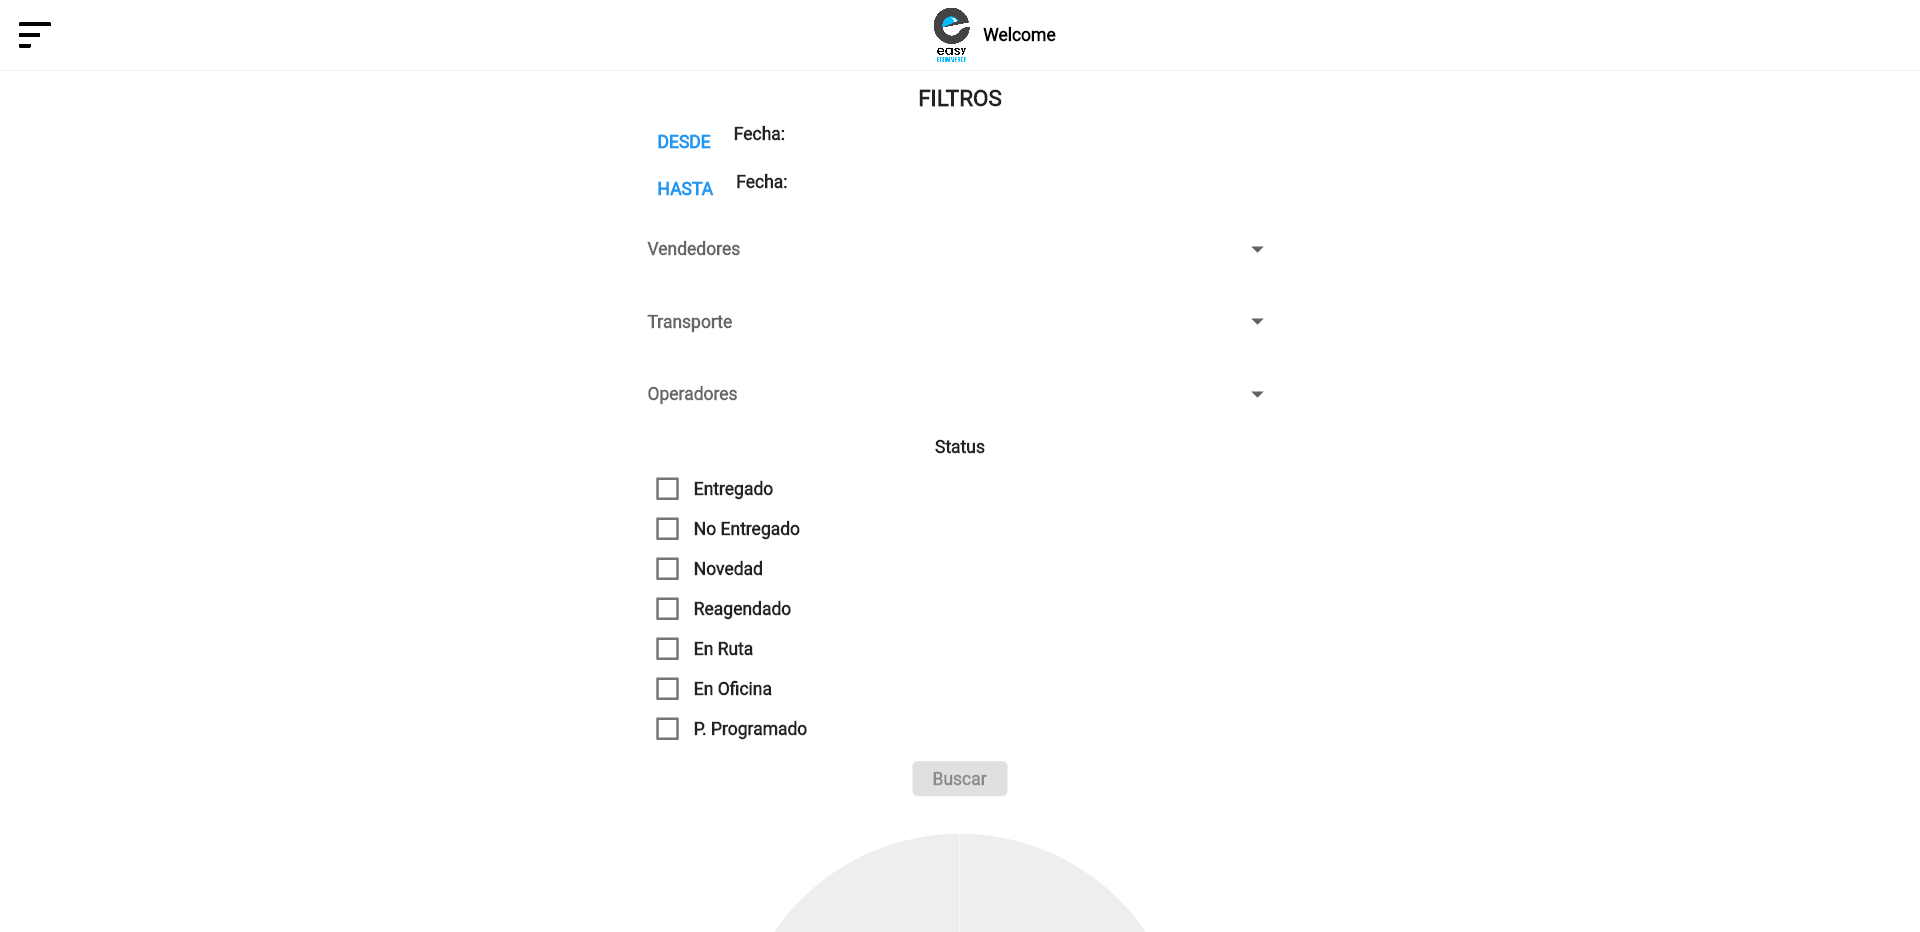 easy
ECOMMERCE
Welcome
FILTROS
DESDE
Fecha:
HASTA
Fecha:
Vendedores
Transporte
Operadores
Status
Entregado
No Entregado
Novedad
Reagendado
En Ruta
En Oficina
P. Programado
Buscar